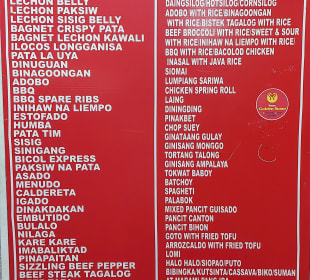 LECHON BELLY
LECHON PAKSIW
LECHON SISIG BELLY
BAGNET CRISPY PATA
BAGNET LECHON KAWALI
ILOCOS LONGGANISA
PATA LA UYA
DINUGUAN
BINAGOONGAN
ADOBO
BBQ
BBQ SPARE RIBS
INIHAW NA LIEMPO
ESTOFADO
HUMBA
PATA TIM
SISIG
SINIGANG
BICOL EXPRESS
PAKSIW NA PATA
ASADO
MENUDO
CALDERETA
IGADO
DINAKDAKAN
EMBUTIDO
BULALO
NILAGA
KARE KARE
IMABALIKTAD
PINAPAITAN
SIZZLING BEEF PEPPER
BEEF STEAK TAGALOG
DAINGSILOG/HOTSILOG/CORNSILOG
ADOBO WITH RICE/BINAGOONGAN
WITH RICE/BISTEK TAGALOG WITH RICE
BEEF BROCCOLI WITH RICE/SWEET & SOUR
WITH RICE/INIHAW NA LIEMPO WITH RICE/
BBQ WITH RICE/BACOLOD CHICKEN
INASAL WITH JAVA RICE
SIOMAI
LUMPIANG SARIWA
CHICKEN SPRING ROLL
LAING
DININGDING
PINAKBET
CHOP SUEY
GINATAANG GULAY
GINISANG MONGGO
TORTANG TALONG
GINISANG AMPALAYA
TOKWAT BABOY
BATCHOY
SPAGHETI
PALABOK
MIXED PANCIT GUISADO
PANCIT CANTON
PANCIT BIHON
GOTO WITH FRIED TOFU
ARROZCALDO WITH FRIED TOFU
LOMI
HALO HALO/SIOPAO/PUTO
BIBINGKA/KUTSINTA/CASSAVA/BIKO/SUMAN